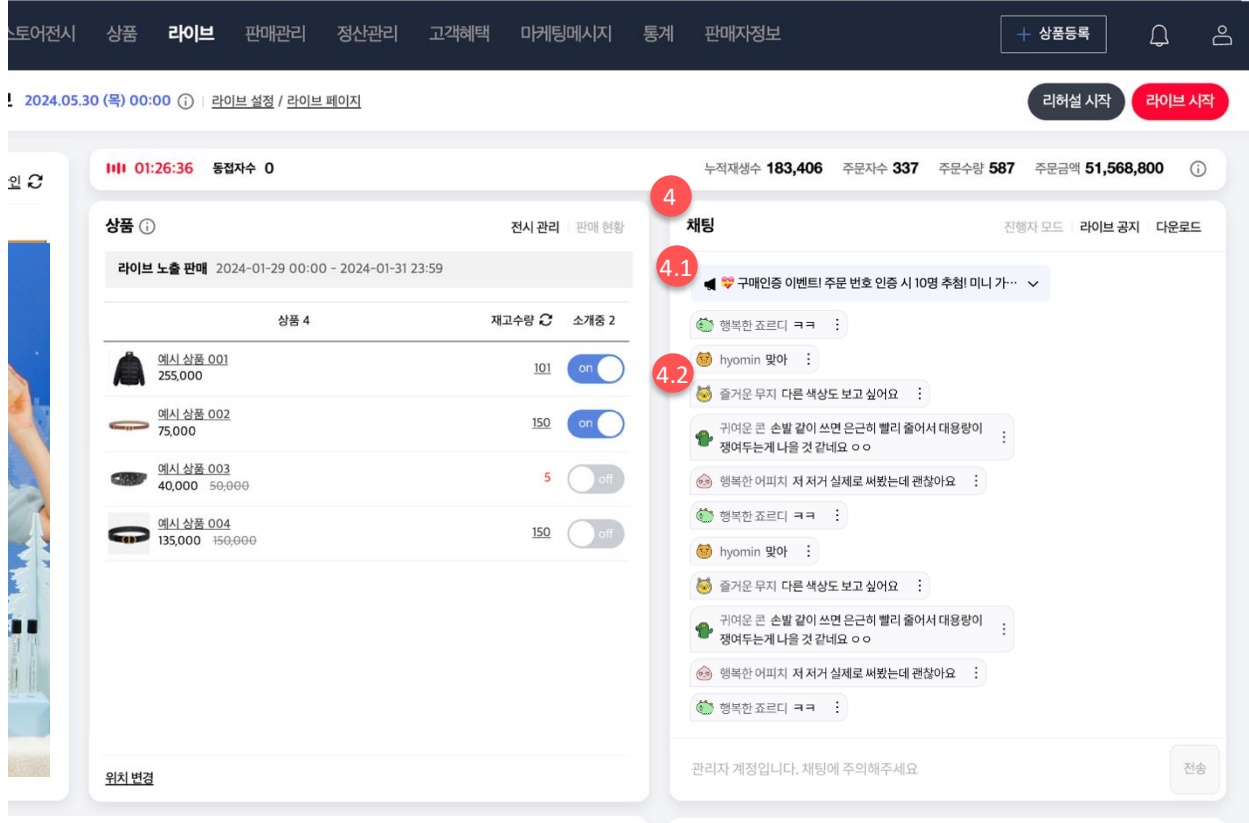 스토어전시 상품 라이브 판매관리 정산관리 고객혜택 마케팅메시지 통계 판매자정보 + 상품등록
2024.05.30 (목) 00:00 라이브 설정 / 라이브 페이지 리허설 시작 라이브 시작
01:26:36 동접자수 0 누적재생수 183,406 주문자수 337 주문수량 587 주문금액 51,568,800
상품 전시 관리 판매 현황
라이브 노출 판매 2024-01-29 00:00 - 2024-01-31 23:59
상품 4 재고수량 소개중 2
예시 상품 001 101 on
255,000
예시 상품 002 150 on
75,000
예시 상품 003 5 off
40,000 50,000
예시 상품 004 150 off
135,000 150,000
위치 변경
4
채팅 진행자 모드 라이브 공지 다운로드
4.1
구매인증 이벤트! 주문 번호 인증 시 10명 추첨! 미니 가…
행복한 죠르디 ㅋㅋ
hyomin 맞아
4.2
즐거운 무지 다른 색상도 보고 싶어요
귀여운 콘 손발 같이 쓰면 은근히 빨리 줄어서 대용량이
쟁여두는게 나을 것 같네요 ㅇㅇ
행복한 어피치 저 저거 실제로 써봤는데 괜찮아요
행복한 죠르디 ㅋㅋ
hyomin 맞아
즐거운 무지 다른 색상도 보고 싶어요
귀여운 콘 손발 같이 쓰면 은근히 빨리 줄어서 대용량이
쟁여두는게 나을 것 같네요 ㅇㅇ
행복한 어피치 저 저거 실제로 써봤는데 괜찮아요
행복한 죠르디 ㅋㅋ
관리자 계정입니다. 채팅에 주의해주세요 전송